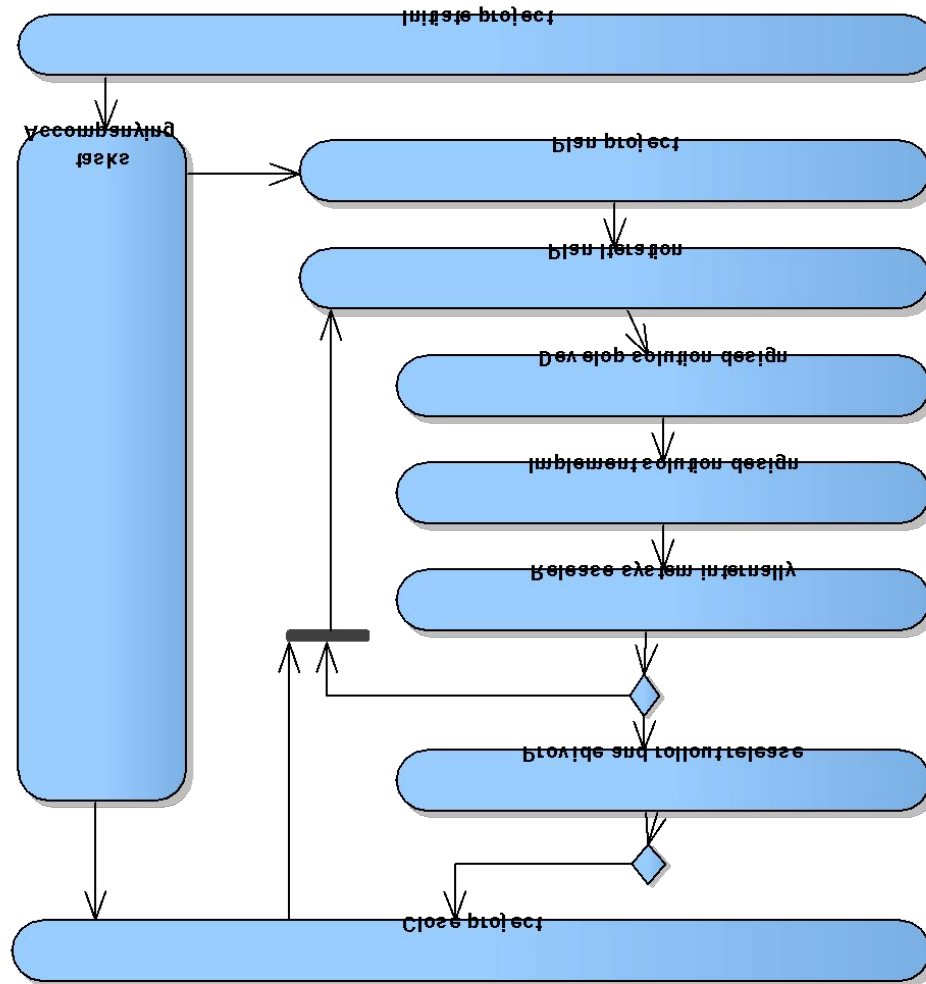 Initiate project
Accompanying
tasks
Plan project
Plan Iteration
Develop solution design
Implement solution design
Release system internally
Provide and rollout release
Close project